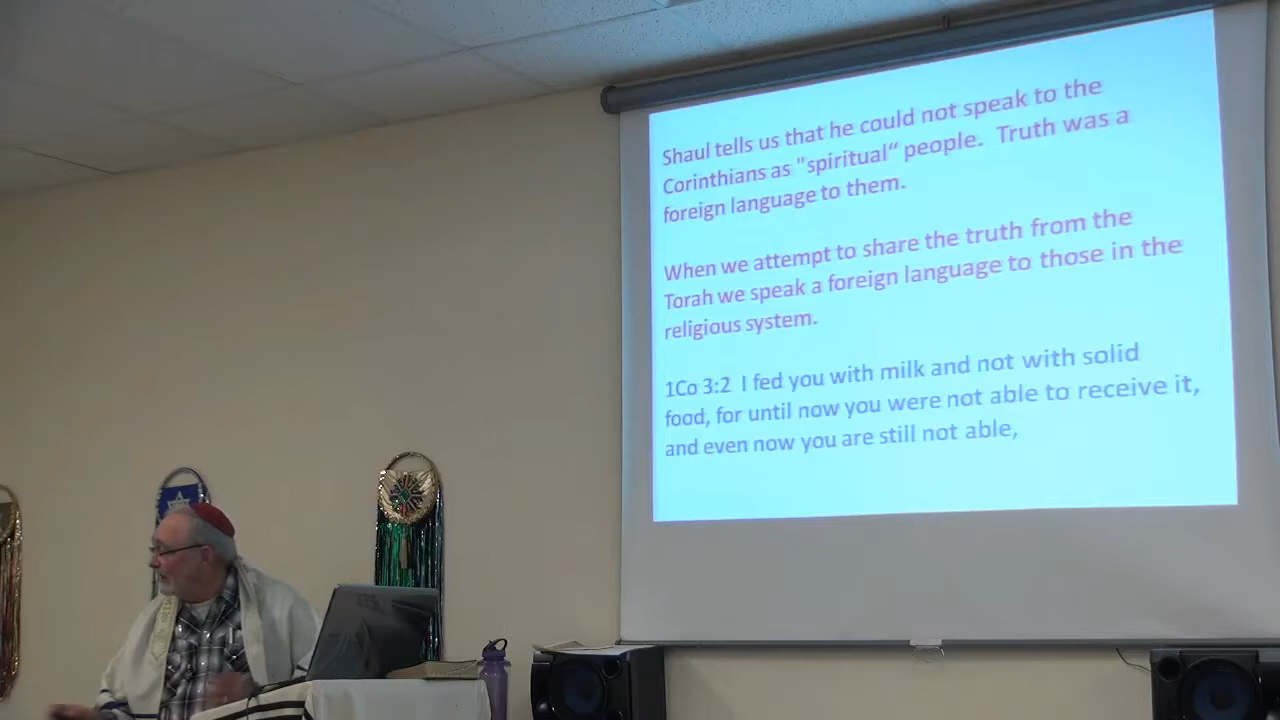 Shaul tells us that he could not speak to the
Corinthians as "spiritual“ people.  Truth was a
foreign language to them.
When we attempt to share the truth from the
Torah we speak a foreign language to those in the
religious system.
1Co 3:2  I fed you with milk and not with solid
food, for until now you were not able to receive it,
and even now you are still not able,